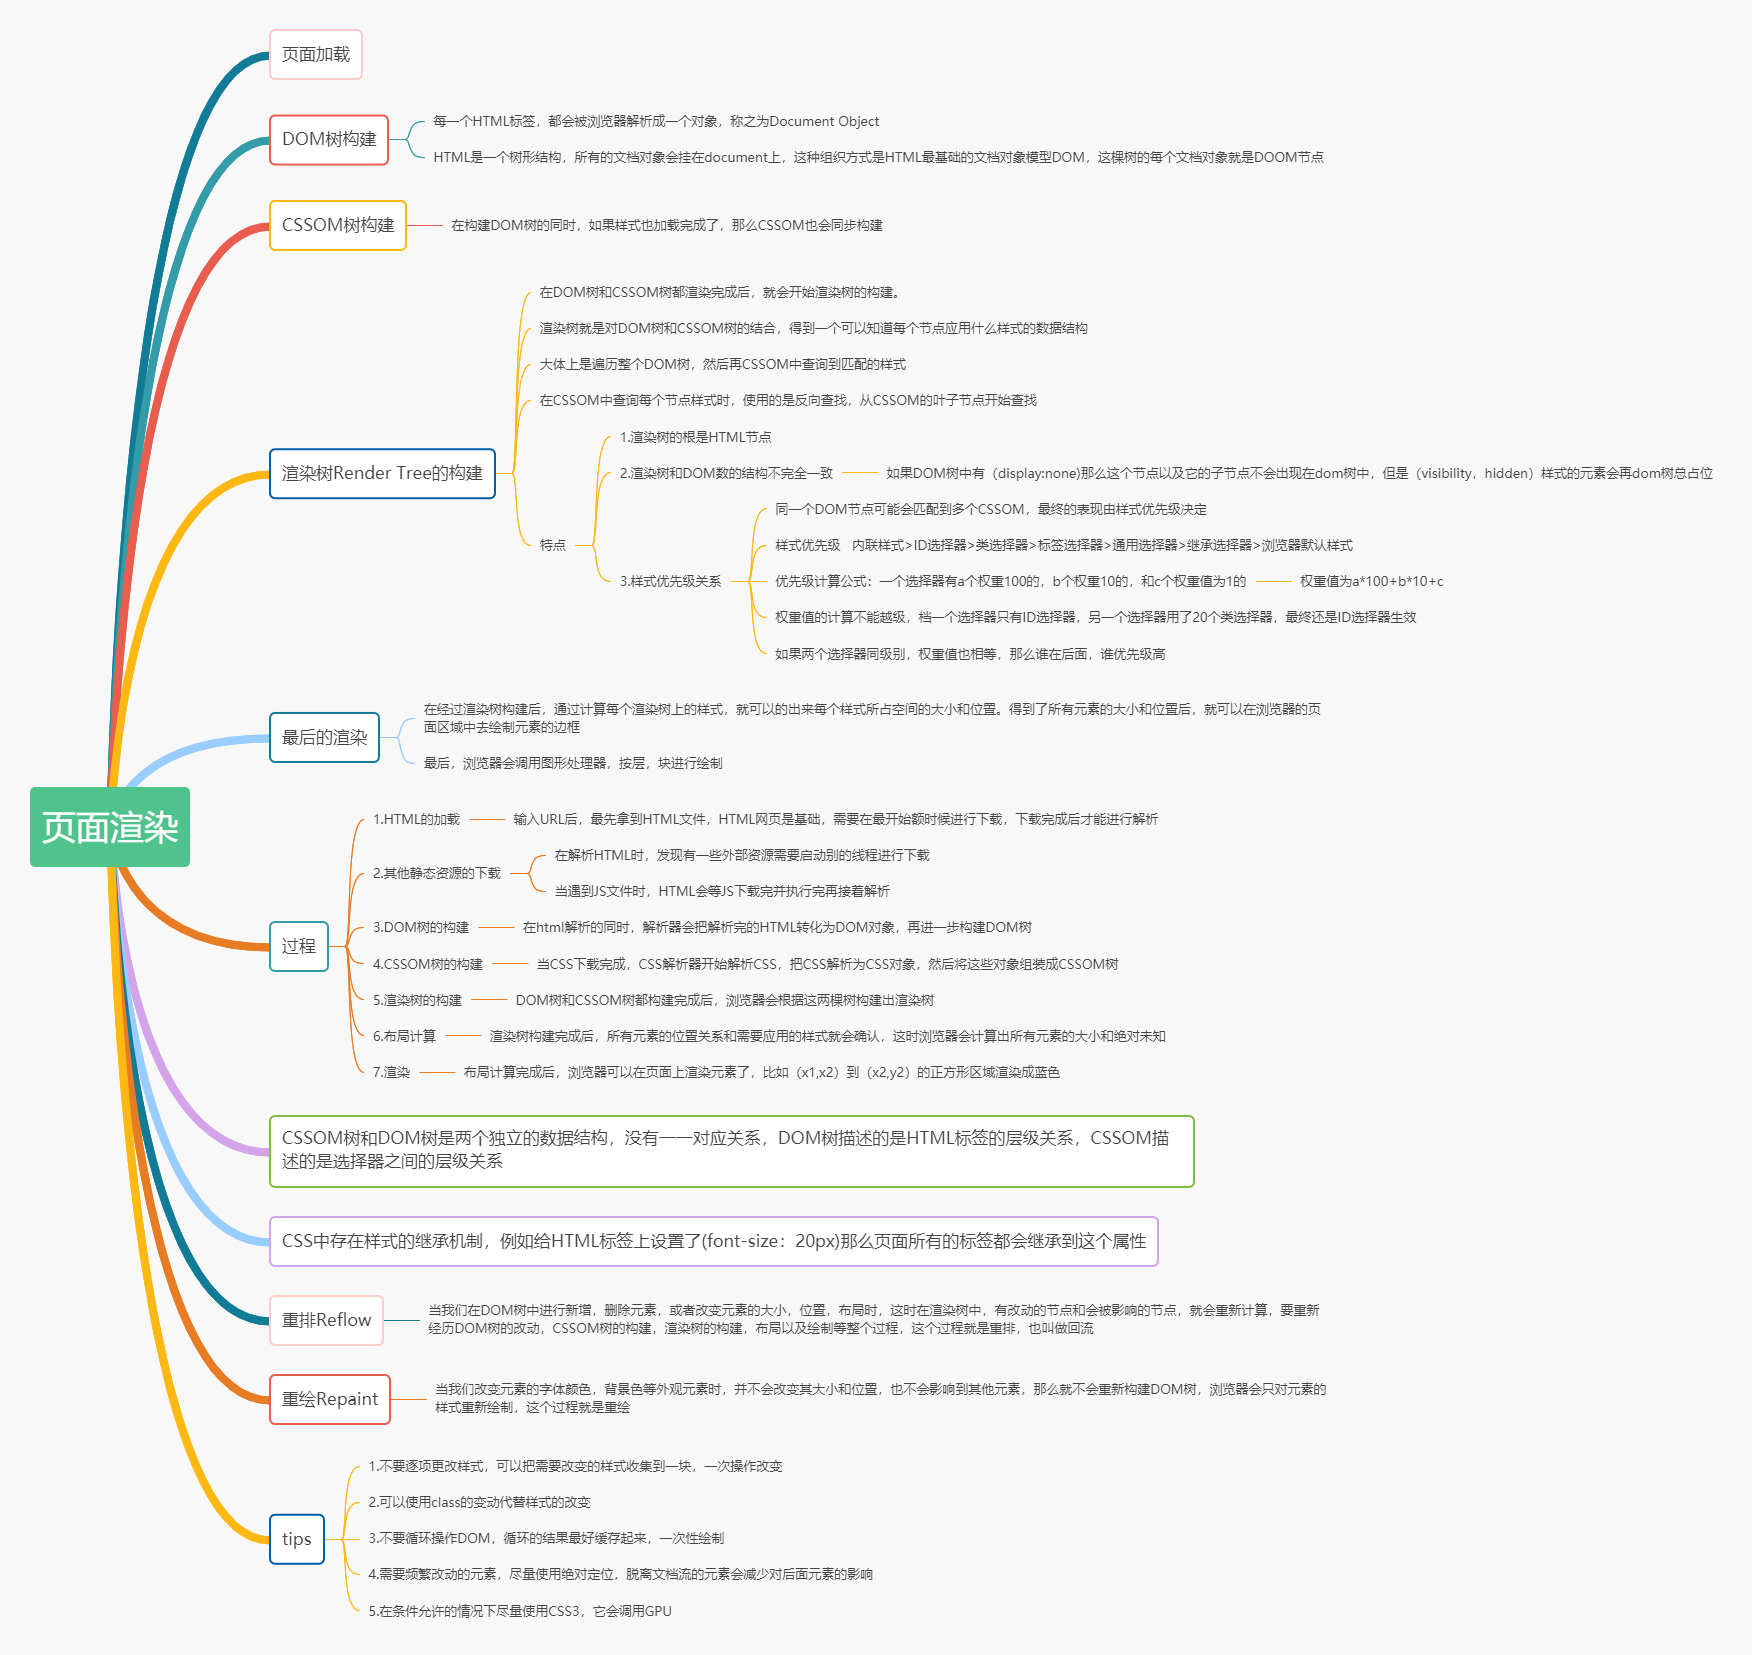 页面渲染
页面加载
DOM树构建
每一个HTML标签，都会被浏览器解析成一个对象，称之为Document Object
HTML是一个树形结构，所有的文档对象会挂在document上，这种组织方式是HTML最基础的文档对象模型DOM，这棵树的每个文档对象就是DOOM节点
CSSOM树构建
在构建DOM树的同时，如果样式也加载完成了，那么CSSOM也会同步构建
渲染树Render Tree的构建
在DOM树和CSSOM树都渲染完成后，就会开始渲染树的构建。
渲染树就是对DOM树和CSSOM树的结合，得到一个可以知道每个节点应用什么样式的数据结构
大体上是遍历整个DOM树，然后再CSSOM中查询到匹配的样式
在CSSOM中查询每个节点样式时，使用的是反向查找，从CSSOM的叶子节点开始查找
特点
1.渲染树的根是HTML节点
2.渲染树和DOM数的结构不完全一致
如果DOM树中有（display:none)那么这个节点以及它的子节点不会出现在dom树中，但是（visibility，hidden）样式的元素会再dom树总占位
3.样式优先级关系
同一个DOM节点可能会匹配到多个CSSOM，最终的表现由样式优先级决定
样式优先级　内联样式>ID选择器>类选择器>标签选择器>通用选择器>继承选择器>浏览器默认样式
优先级计算公式：一个选择器有a个权重100的，b个权重10的，和c个权重值为1的
权重值为a*100+b*10+c
权重值的计算不能越级，档一个选择器只有ID选择器，另一个选择器用了20个类选择器，最终还是ID选择器生效
如果两个选择器同级别，权重值也相等，那么谁在后面，谁优先级高
最后的渲染
在经过渲染树构建后，通过计算每个渲染树上的样式，就可以的出来每个样式所占空间的大小和位置。得到了所有元素的大小和位置后，就可以在浏览器的页
面区域中去绘制元素的边框
最后，浏览器会调用图形处理器，按层，块进行绘制
过程
1.HTML的加载
输入URL后，最先拿到HTML文件，HTML网页是基础，需要在最开始额时候进行下载，下载完成后才能进行解析
2.其他静态资源的下载
在解析HTML时，发现有一些外部资源需要启动别的线程进行下载
当遇到JS文件时，HTML会等JS下载完并执行完再接着解析
3.DOM树的构建
在html解析的同时，解析器会把解析完的HTML转化为DOM对象，再进一步构建DOM树
4.CSSOM树的构建
当CSS下载完成，CSS解析器开始解析CSS，把CSS解析为CSS对象，然后将这些对象组装成CSSOM树
5.渲染树的构建
DOM树和CSSOM树都构建完成后，浏览器会根据这两棵树构建出渲染树
6.布局计算
渲染树构建完成后，所有元素的位置关系和需要应用的样式就会确认，这时浏览器会计算出所有元素的大小和绝对未知
7.渲染
布局计算完成后，浏览器可以在页面上渲染元素了，比如（x1,x2）到（x2,y2）的正方形区域渲染成蓝色
CSSOM树和DOM树是两个独立的数据结构，没有一一对应关系，DOM树描述的是HTML标签的层级关系，CSSOM描
述的是选择器之间的层级关系
CSS中存在样式的继承机制，例如给HTML标签上设置了(font-size：20px)那么页面所有的标签都会继承到这个属性
重排Reflow
当我们在DOM树中进行新增，删除元素，或者改变元素的大小，位置，布局时，这时在渲染树中，有改动的节点和会被影响的节点，就会重新计算，要重新
经历DOM树的改动，CSSOM树的构建，渲染树的构建，布局以及绘制等整个过程，这个过程就是重排，也叫做回流
重绘Repaint
当我们改变元素的字体颜色，背景色等外观元素时，并不会改变其大小和位置，也不会影响到其他元素，那么就不会重新构建DOM树，浏览器会只对元素的
样式重新绘制，这个过程就是重绘
tips
1.不要逐项更改样式，可以把需要改变的样式收集到一块，一次操作改变
2.可以使用class的变动代替样式的改变
3.不要循环操作DOM，循环的结果最好缓存起来，一次性绘制
4.需要频繁改动的元素，尽量使用绝对定位，脱离文档流的元素会减少对后面元素的影响
5.在条件允许的情况下尽量使用CSS3，它会调用GPU